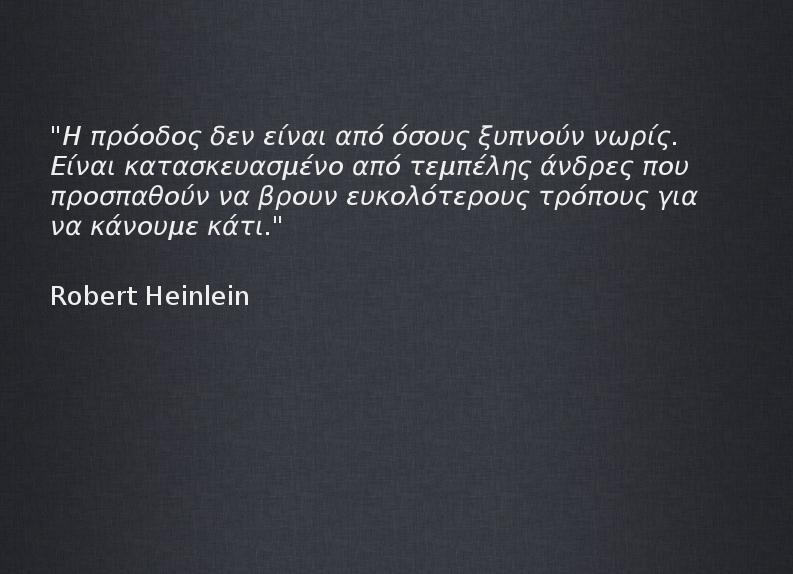 "Η πρόοδος δεν είναι από όσους ξυπνούν νωρίς.
Είναι κατασκευασμένο από τεμπέλης άνδρες που
προσπαθούν να βρουν ευκολότερους τρόπους για
να κάνουμε κάτι."
Robert Heinlein